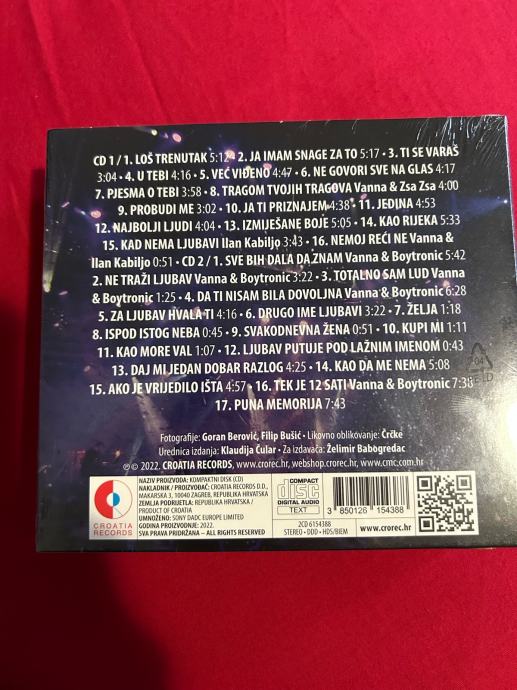 CD 1 / 1. LOŠ TRENUTAK 5:12 • 2. JA IMAM SNAGE ZA TO 5:17 • 3. TI SE VARAŠ
3:04 • 4. U TEBI 4:16 • 5. VEĆ VIĐENO 4:47 • 6. NE GOVORI SVE NA GLAS 4:17
7. PJESMA O TEBI 3:58 • 8. TRAGOM TVOJIH TRAGOVA Vanna & Zsa Zsa 4:00
9. PROBUDI ME 3:02 • 10. JA TI PRIZNAJEM 4:38 • 11. JEDINA 4:53
12. NAJBOLJI LJUDI 4:04 • 13. IZMIJEŠANE BOJE 5:05 • 14. KAO RIJEKA 5:33
15. KAD NEMA LJUBAVI Ilan Kabiljo 3:43 • 16. NEMOJ REĆI NE Vanna &
Ilan Kabiljo 0:51 • CD 2 / 1. SVE BIH DALA DA ZNAM Vanna & Boytronic 5:42
2. NE TRAŽI LJUBAV Vanna & Boytronic 3:22 • 3. TOTALNO SAM LUD Vanna
& Boytronic 1:25 • 4. DA TI NISAM BILA DOVOLJNA Vanna & Boytronic 6:28
5. ZA LJUBAV HVALA TI 4:16 • 6. DRUGO IME LJUBAVI 3:22 • 7. ŽELJA 1:18
8. ISPOD ISTOG NEBA 0:45 • 9. SVAKODNEVNA ŽENA 0:51 • 10. KUPI MI 1:11
11. KAO MORE VAL 1:07 • 12. LJUBAV PUTUJE POD LAŽNIM IMENOM 0:43
13. DAJ MI JEDAN DOBAR RAZLOG 4:25 • 14. KAO DA ME NEMA 5:08
15. AKO JE VRIJEDILO IŠTA 4:57 • 16. TEK JE 12 SATI Vanna & Boytronic 7:38
17. PUNA MEMORIJA 7:43
Fotografije: Goran Berović, Filip Bušić • Likovno oblikovanje: Črčke
Urednica izdanja: Klaudija Čular • Za izdavača: Želimir Babogredac
℗ © 2022. CROATIA RECORDS, www.crorec.hr, webshop.crorec.hr, www.cmc.com.hr
CROATIA
RECORDS
NAZIV PROIZVODA: KOMPAKTNI DISK (CD)
NAKLADNIK / PROIZVOĐAČ: CROATIA RECORDS D.D.,
MAKARSKA 3, 10040 ZAGREB, REPUBLIKA HRVATSKA
ZEMLJA PODRIJETLA: REPUBLIKA HRVATSKA /
PRODUCT OF CROATIA
UMNOŽENO: SONY DADC EUROPE LIMITED
GODINA PROIZVODNJE: 2022.
SVA PRAVA PRIDRŽANA – ALL RIGHTS RESERVED
COMPACT
disc
DIGITAL AUDIO
TEXT
2CD 6154388
STEREO • DDD • HDS/BIEM
3 850126 154388
www.crorec.hr